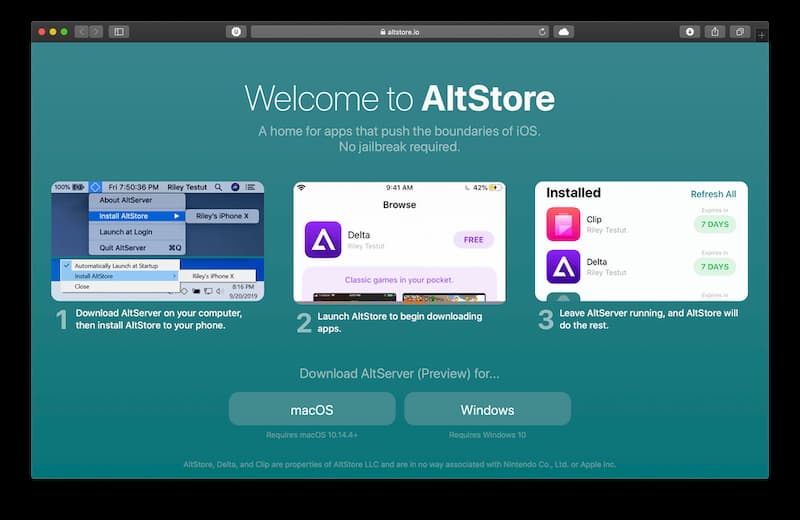 altstore.io
Welcome to AltStore
A home for apps that push the boundaries of iOS.
No jailbreak required.
100% Fri 7:50:36 PM Riley Testut
About AltServer
Install AltStore
Riley's iPhone X
Launch at Login
Quit AltServer ⌘Q
Automatically Launch at Startup
Install AltStore
Riley's iPhone X
Close
8:16 PM
9/20/2019
1 Download AltServer on your computer,
then install AltStore to your phone.
9:41 AM 42%
Browse
Delta
Riley Testut
FREE
Classic games in your pocket.
2 Launch AltStore to begin downloading
apps.
Installed Refresh All
Expires in
Clip
Riley Testut
7 DAYS
Expires in
Delta
Riley Testut
7 DAYS
Expires in
3 Leave AltServer running, and AltStore will
do the rest.
Download AltServer (Preview) for...
macOS Windows
Requires macOS 10.14.4+ Requires Windows 10
AltStore, Delta, and Clip are properties of AltStore LLC and are in no way associated with Nintendo Co., Ltd. or Apple Inc.